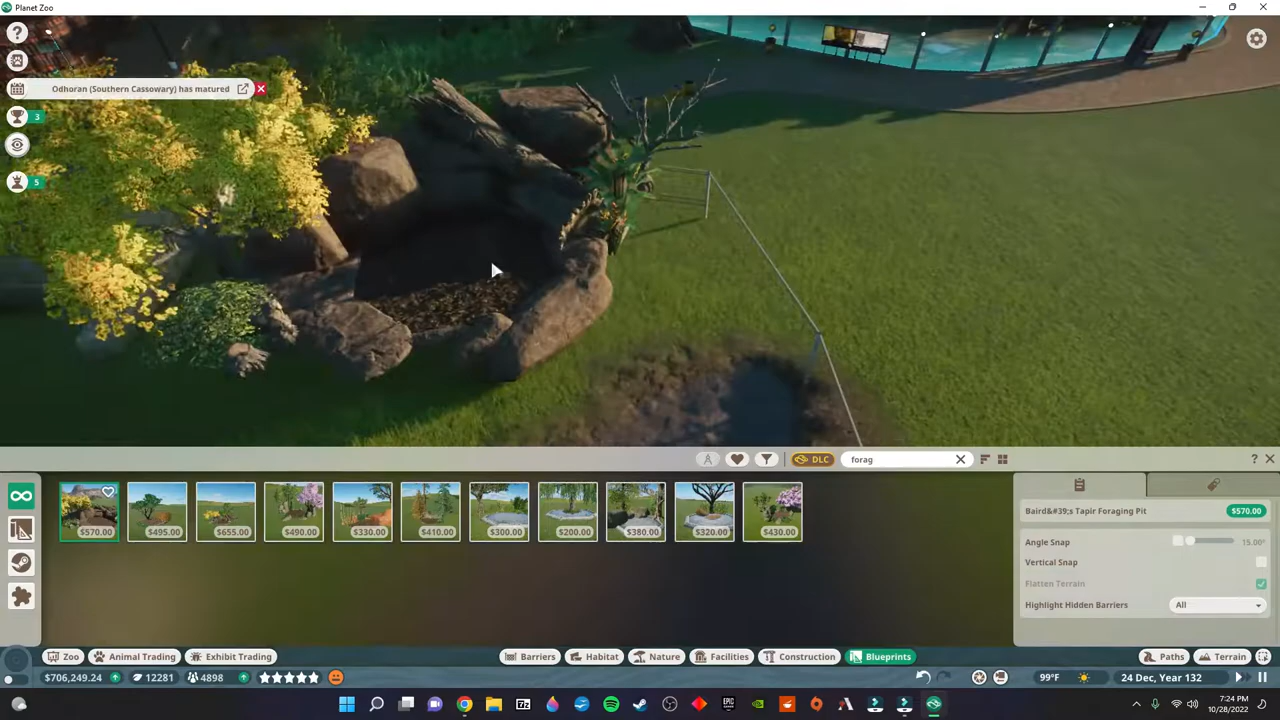 Planet Zoo
Odhoran (Southern Cassowary) has matured
3
5
DLC
forag
$570.00
$495.00
$655.00
$490.00
$330.00
$410.00
$300.00
$200.00
$380.00
$320.00
$430.00
Baird&#39;s Tapir Foraging Pit
$570.00
Angle Snap
15.00°
Vertical Snap
Flatten Terrain
Highlight Hidden Barriers
All
Zoo
Animal Trading
Exhibit Trading
Barriers
Habitat
Nature
Facilities
Construction
Blueprints
Paths
Terrain
$706,249.24
12281
4898
99°F
24 Dec, Year 132
7:24 PM
10/28/2022